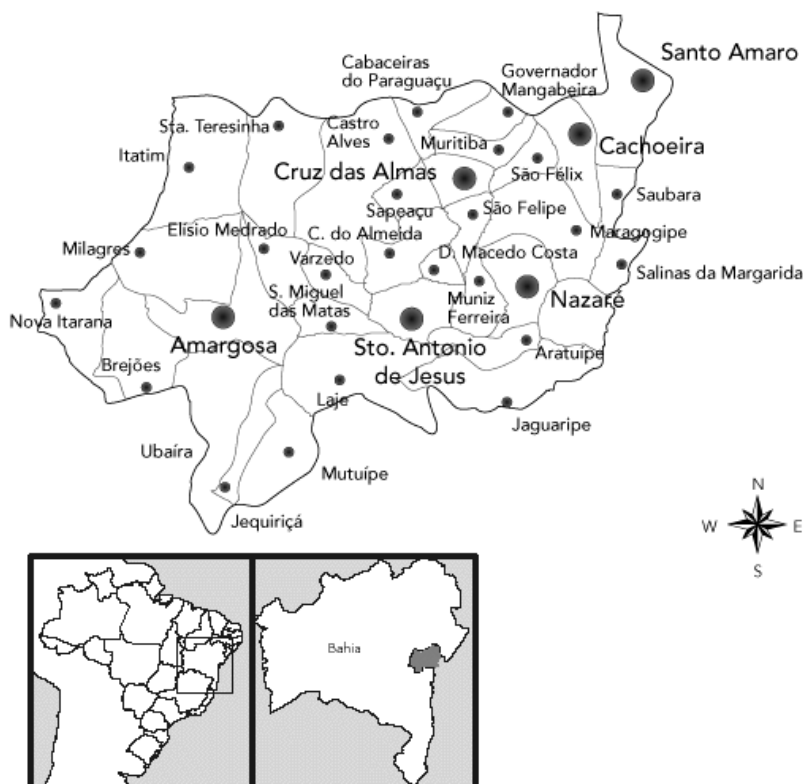 Santo Amaro
Cabaceiras
do Paraguaçu
Governador
Mangabeira
Sta. Teresinha
Castro
Alves
Muritiba
Cachoeira
Itatim
Cruz das Almas
São Félix
Saubara
Sapeaçu
São Felipe
Elísio Medrado
C. do Almeida
Maragogipe
Milagres
Varzedo
D. Macedo Costa
Salinas da Margarida
S. Miguel
das Matas
Muniz
Ferreira
Nazaré
Nova Itarana
Amargosa
Sto. Antonio
de Jesus
Aratuípe
Brejões
Laje
Jaguaripe
Ubaíra
Mutuípe
Jequiriçá
N
W
E
S
Bahia